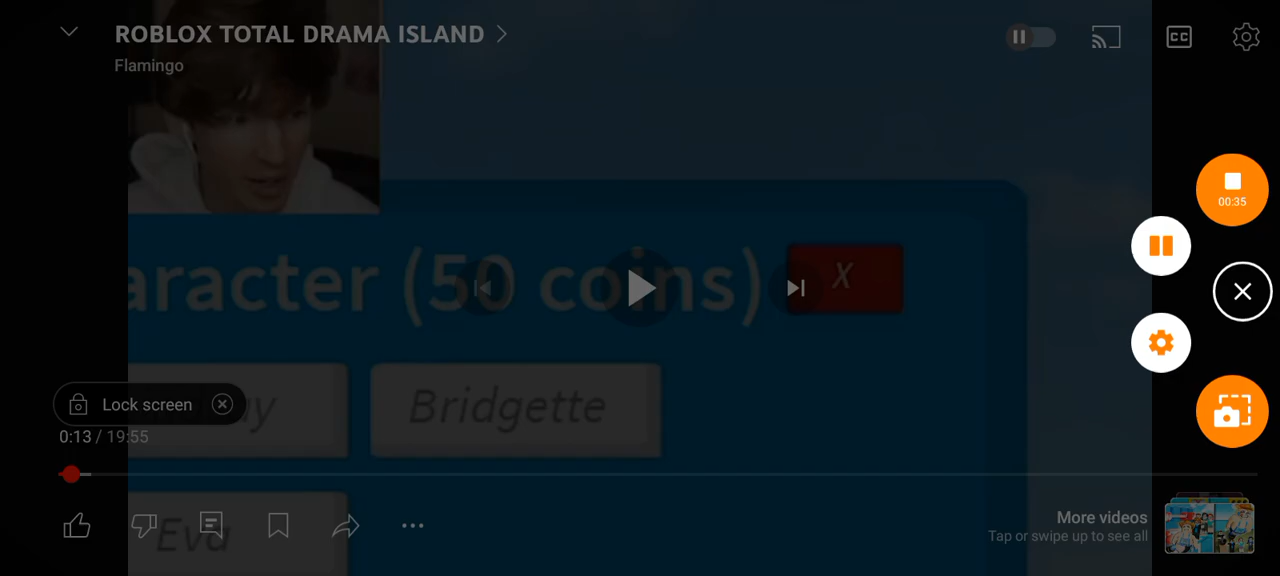 ROBLOX TOTAL DRAMA ISLAND
Flamingo
CC
00:35
aracter (50 coins)
X
Bridgette
Lock screen
y
0:13 / 19:55
Eva
More videos
Tap or swipe up to see all